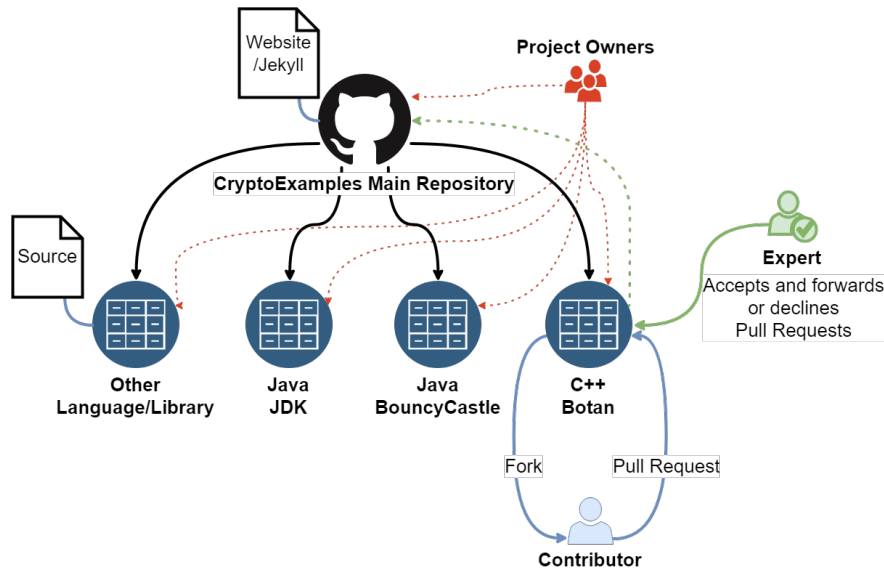 Website
/Jekyll
Project Owners
CryptoExamples Main Repository
Source
Expert
Accepts and forwards
or declines
Pull Requests
Other
Language/Library
Java
JDK
Java
BouncyCastle
C++
Botan
Fork
Pull Request
Contributor